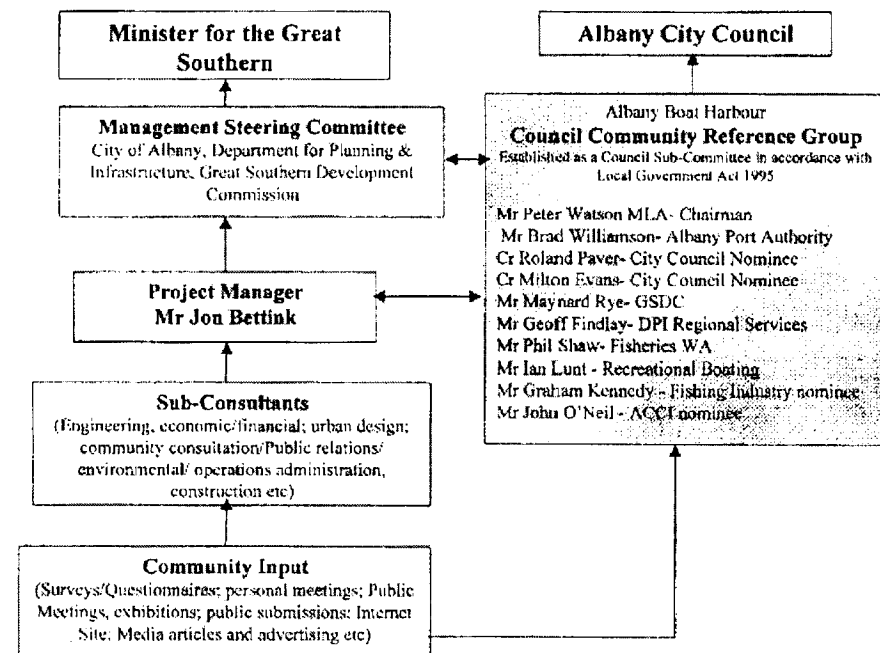 Minister for the Great
Southern
Albany City Council
Management Steering Committee
City of Albany, Department for Planning &
Infrastructure, Great Southern Development
Commission
Albany Boat Harbour
Council Community Reference Group
Established as a Council Sub-Committee in accordance with
Local Government Act 1995
Mr Peter Watson MLA- Chairman
Mr Brad Williamson- Albany Port Authority
Cr Roland Paver- City Council Nominee
Cr Milton Evans- City Council Nominee
Mr Maynard Rye- GSDC
Mr Geoff Findlay- DPI Regional Services
Mr Phil Shaw- Fisheries WA
Mr Ian Lunt - Recreational Boating
Mr Graham Kennedy - Fishing Industry nominee
Mr John O'Neil - ACCI nominee
Project Manager
Mr Jon Bettink
Sub-Consultants
(Engineering, economic/financial; urban design;
community consultation/Public relations/
environmental/ operations administration,
construction etc)
Community Input
(Surveys/Questionnaires; personal meetings; Public
Meetings, exhibitions; public submissions; Internet
Site; Media articles and advertising etc)